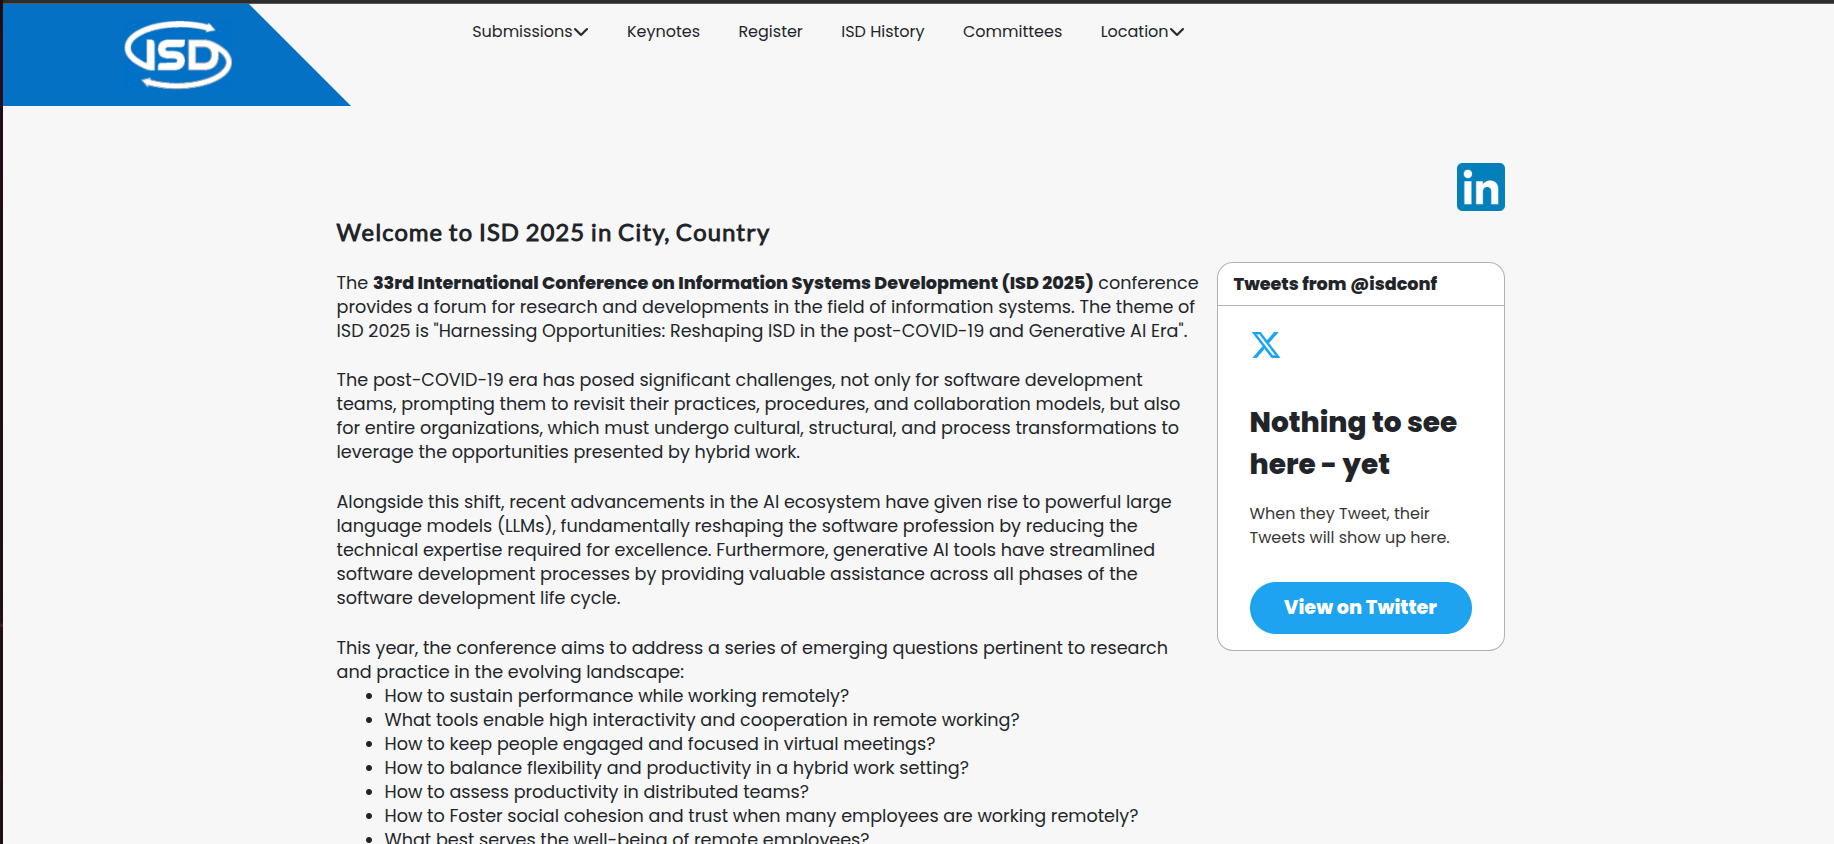 ISD
Submissions
Keynotes
Register
ISD History
Committees
Location
in
Welcome to ISD 2025 in City, Country
The 33rd International Conference on Information Systems Development (ISD 2025) conference
provides a forum for research and developments in the field of information systems. The theme of
ISD 2025 is "Harnessing Opportunities: Reshaping ISD in the post-COVID-19 and Generative AI Era".
The post-COVID-19 era has posed significant challenges, not only for software development
teams, prompting them to revisit their practices, procedures, and collaboration models, but also
for entire organizations, which must undergo cultural, structural, and process transformations to
leverage the opportunities presented by hybrid work.
Alongside this shift, recent advancements in the AI ecosystem have given rise to powerful large
language models (LLMs), fundamentally reshaping the software profession by reducing the
technical expertise required for excellence. Furthermore, generative AI tools have streamlined
software development processes by providing valuable assistance across all phases of the
software development life cycle.
This year, the conference aims to address a series of emerging questions pertinent to research
and practice in the evolving landscape:
• How to sustain performance while working remotely?
• What tools enable high interactivity and cooperation in remote working?
• How to keep people engaged and focused in virtual meetings?
• How to balance flexibility and productivity in a hybrid work setting?
• How to assess productivity in distributed teams?
• How to Foster social cohesion and trust when many employees are working remotely?
• What best serves the well-being of remote employees?
Tweets from @isdconf
Nothing to see
here - yet
When they Tweet, their
Tweets will show up here.
View on Twitter